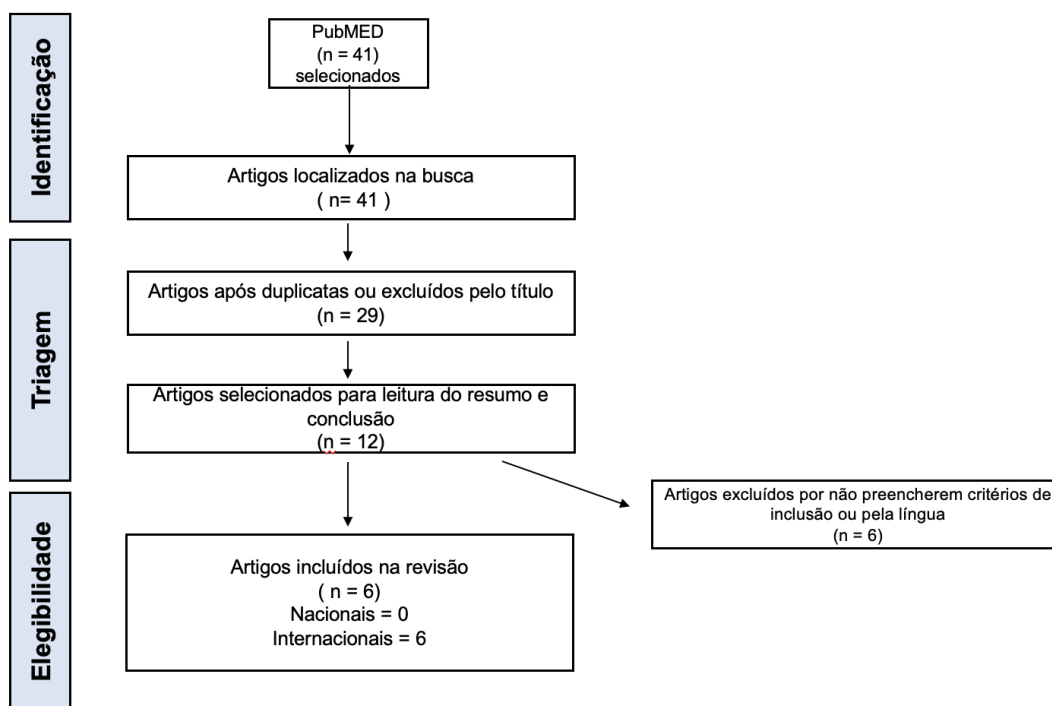 Identificação
PubMED
(n = 41)
selecionados
Artigos localizados na busca
( n= 41 )
Triagem
Artigos após duplicatas ou excluídos pelo título
(n = 29)
Artigos selecionados para leitura do resumo e
conclusão
(n = 12)
Elegibilidade
Artigos excluídos por não preencherem critérios de
inclusão ou pela língua
(n = 6)
Artigos incluídos na revisão
( n = 6)
Nacionais = 0
Internacionais = 6